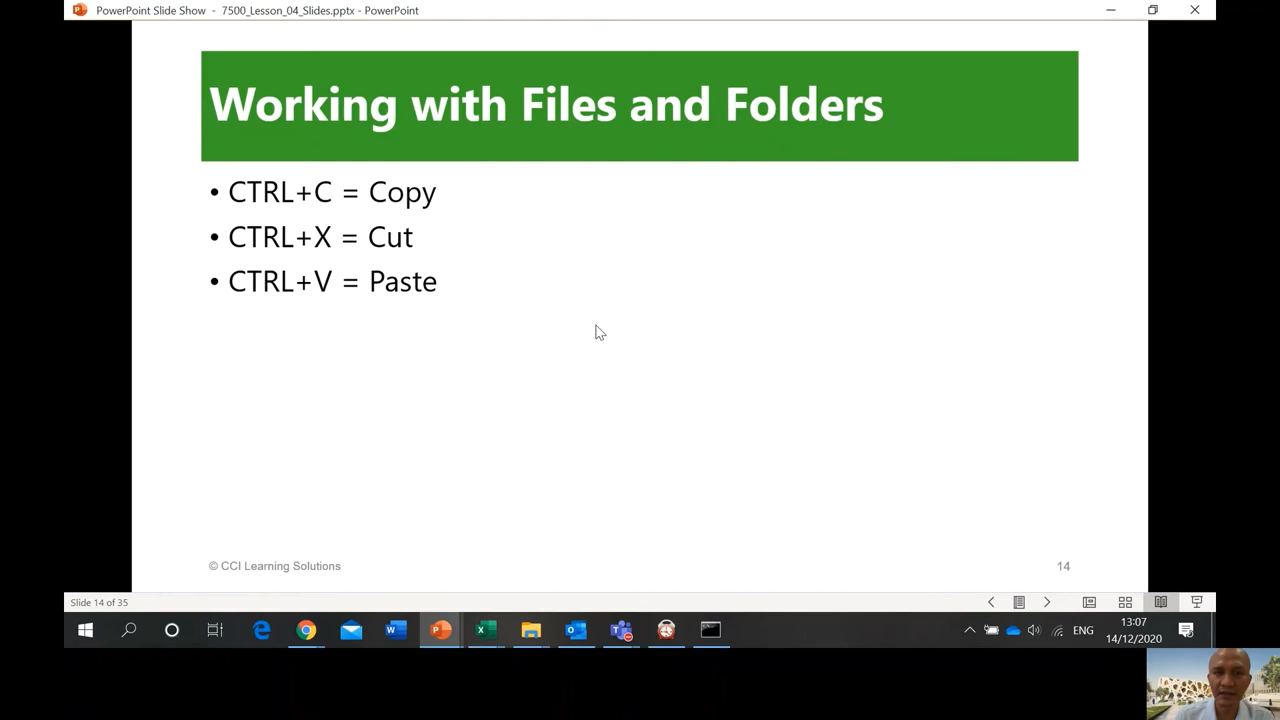 PowerPoint Slide Show - 7500_Lesson_04_Slides.pptx - PowerPoint
Working with Files and Folders
• CTRL+C = Copy
• CTRL+X = Cut
• CTRL+V = Paste
© CCI Learning Solutions
14
Slide 14 of 35
ENG
13:07
14/12/2020